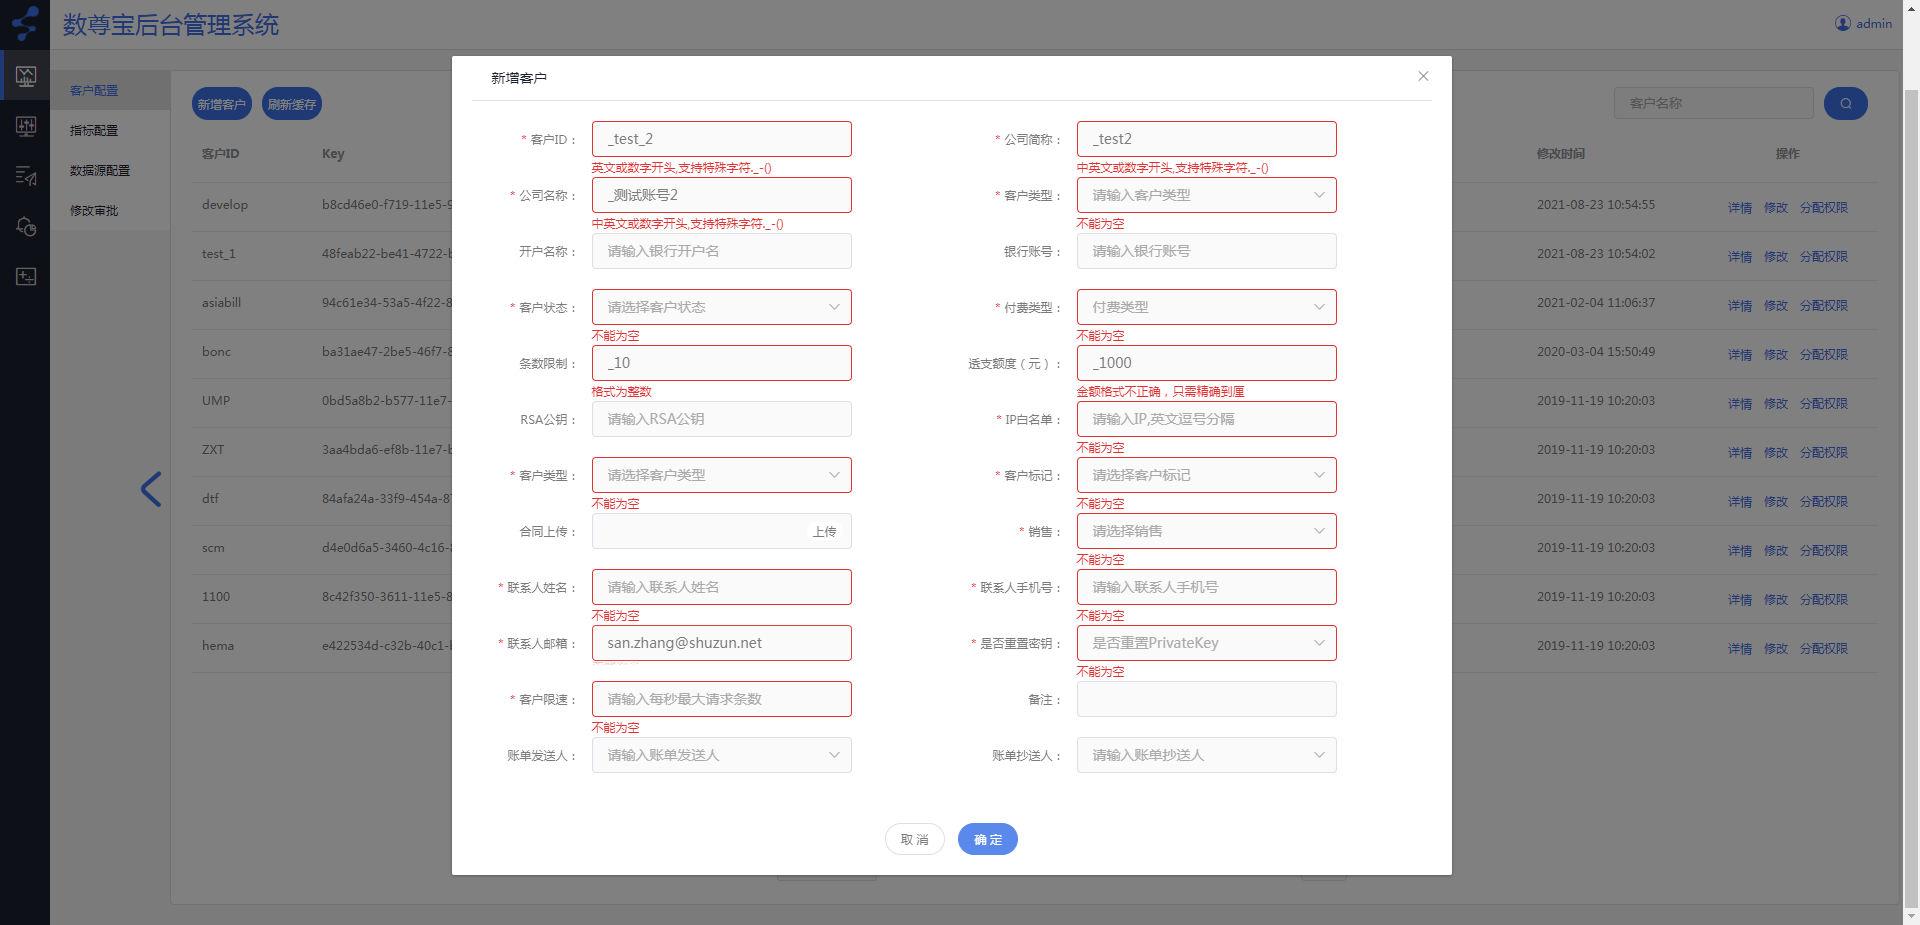 数尊宝后台管理系统
admin
客户配置
指标配置
数据源配置
修改审批
新增客户 刷新缓存
客户名称
客户ID Key 修改时间 操作
develop b8cd46e0-f719-11e5-9 2021-08-23 10:54:55 详情 修改 分配权限
test_1 48feab22-be41-4722-b 2021-08-23 10:54:02 详情 修改 分配权限
asiabill 94c61e34-53a5-4f22-8 2021-02-04 11:06:37 详情 修改 分配权限
bonc ba31ae47-2be5-46f7-8 2020-03-04 15:50:49 详情 修改 分配权限
UMP 0bd5a8b2-b577-11e7- 2019-11-19 10:20:03 详情 修改 分配权限
ZXT 3aa4bda6-ef8b-11e7-b 2019-11-19 10:20:03 详情 修改 分配权限
dtf 84afa24a-33f9-454a-87 2019-11-19 10:20:03 详情 修改 分配权限
scm d4e0d6a5-3460-4c16- 2019-11-19 10:20:03 详情 修改 分配权限
1100 8c42f350-3611-11e5-8 2019-11-19 10:20:03 详情 修改 分配权限
hema e422534d-c32b-40c1- 2019-11-19 10:20:03 详情 修改 分配权限
新增客户
* 客户ID： _test_2 * 公司简称： _test2
英文或数字开头,支持特殊字符._-() 中英文或数字开头,支持特殊字符._-()
* 公司名称： _测试账号2 * 客户类型： 请输入客户类型
中英文或数字开头,支持特殊字符._-() 不能为空
开户名称： 请输入银行开户名 银行账号： 请输入银行账号
* 客户状态： 请选择客户状态 * 付费类型： 付费类型
不能为空 不能为空
条数限制： _10 透支额度（元）： _1000
格式为整数 金额格式不正确，只需精确到厘
RSA公钥： 请输入RSA公钥 * IP白名单： 请输入IP,英文逗号分隔
不能为空
* 客户类型： 请选择客户类型 * 客户标记： 请选择客户标记
不能为空 不能为空
合同上传： 上传 * 销售： 请选择销售
不能为空
* 联系人姓名： 请输入联系人姓名 * 联系人手机号： 请输入联系人手机号
不能为空 不能为空
* 联系人邮箱： san.zhang@shuzun.net * 是否重置密钥： 是否重置PrivateKey
不能为空
* 客户限速： 请输入每秒最大请求条数 备注：
不能为空
账单发送人： 请输入账单发送人 账单抄送人： 请输入账单抄送人
取 消 确 定